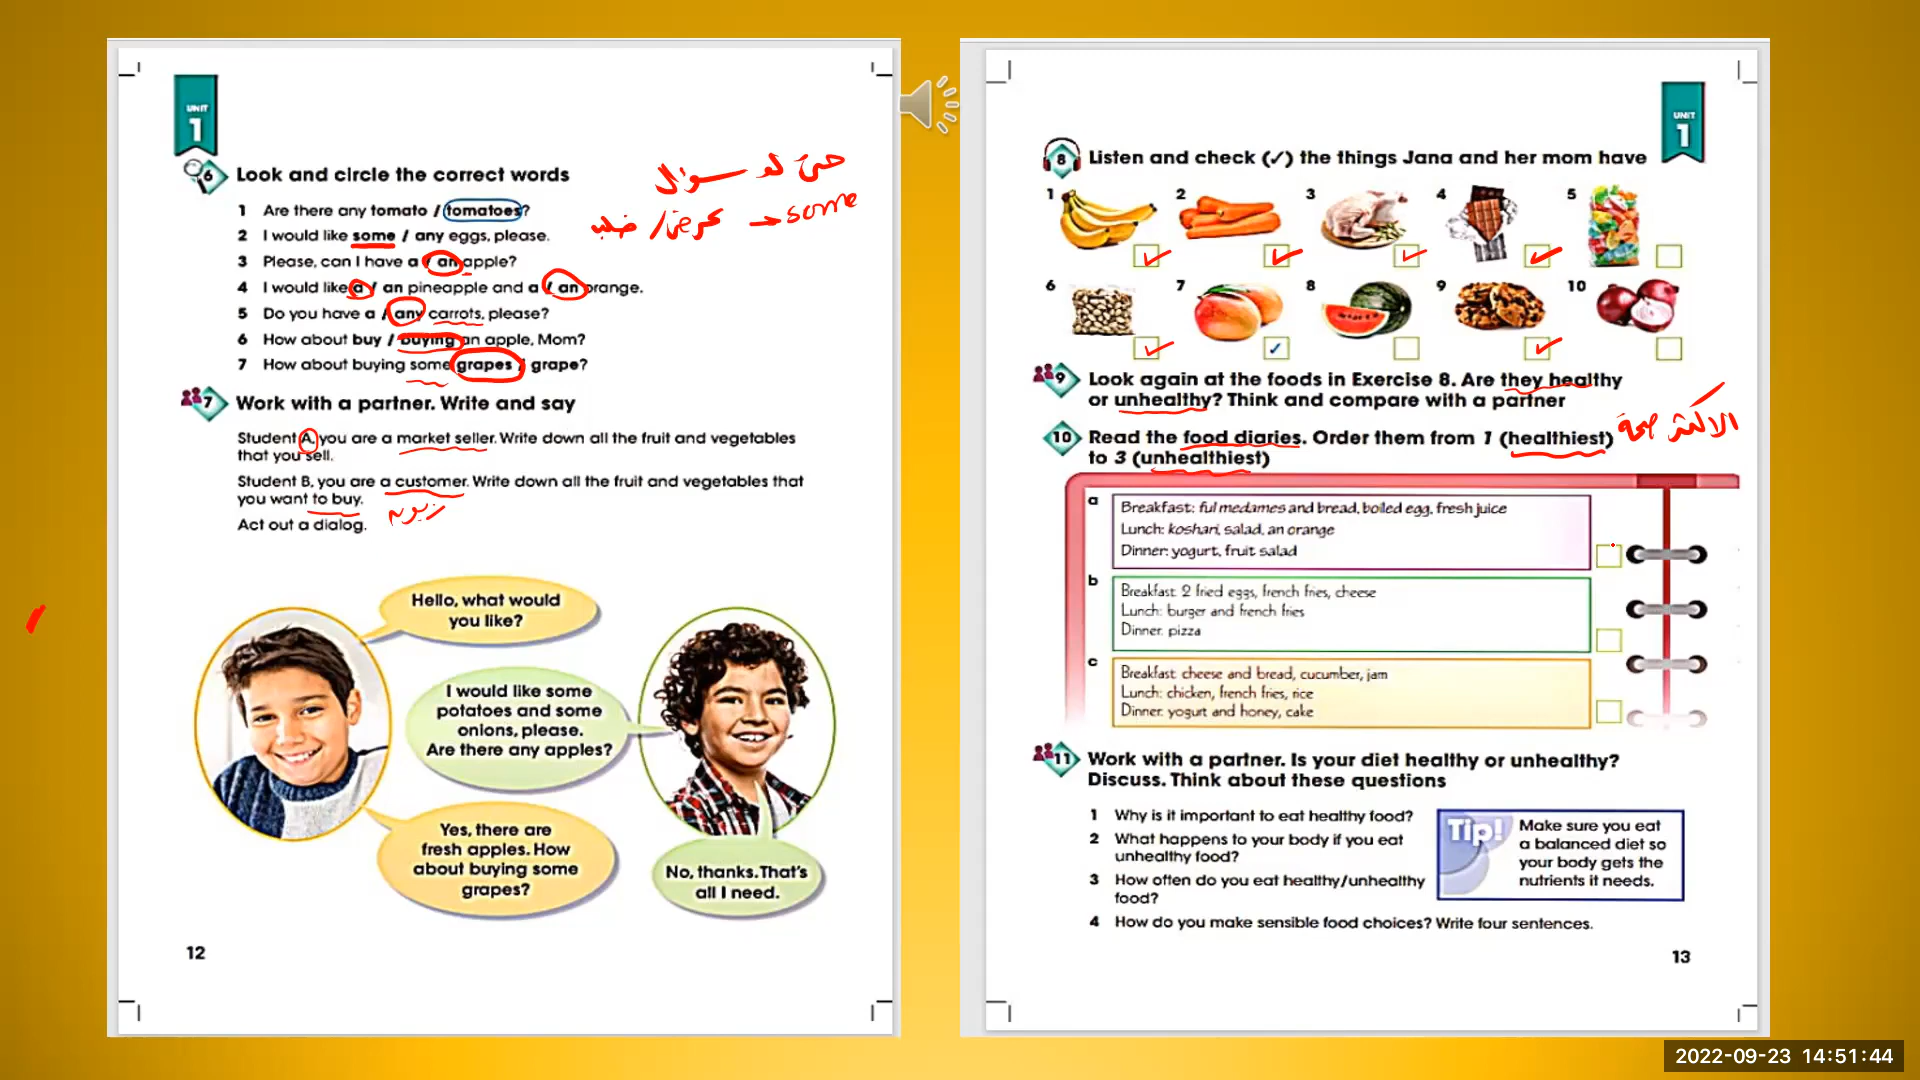 UNIT
1
6 Look and circle the correct words
حتى لو سؤال
عرض / طلب → some
1 Are there any tomato / tomatoes?
2 I would like some / any eggs, please.
3 Please, can I have a / an apple?
4 I would like a / an pineapple and a / an orange.
5 Do you have a / any carrots, please?
6 How about buy / buying an apple, Mom?
7 How about buying some grapes / grape?
7 Work with a partner. Write and say
Student A, you are a market seller. Write down all the fruit and vegetables
that you sell.
Student B, you are a customer. Write down all the fruit and vegetables that
you want to buy.
زبون
Act out a dialog.
Hello, what would
you like?
I would like some
potatoes and some
onions, please.
Are there any apples?
Yes, there are
fresh apples. How
about buying some
grapes?
No, thanks. That's
all I need.
12
UNIT
1
8 Listen and check (✓) the things Jana and her mom have
1 2 3 4 5
6 7 8 9 10
9 Look again at the foods in Exercise 8. Are they healthy
or unhealthy? Think and compare with a partner
10 Read the food diaries. Order them from 1 (healthiest)
to 3 (unhealthiest)
الاكثر صحة
a
Breakfast: ful medames and bread, boiled egg, fresh juice
Lunch: koshari, salad, an orange
Dinner: yogurt, fruit salad
b
Breakfast: 2 fried eggs, french fries, cheese
Lunch: burger and french fries
Dinner: pizza
c
Breakfast: cheese and bread, cucumber, jam
Lunch: chicken, french fries, rice
Dinner: yogurt and honey, cake
11 Work with a partner. Is your diet healthy or unhealthy?
Discuss. Think about these questions
1 Why is it important to eat healthy food?
2 What happens to your body if you eat
unhealthy food?
3 How often do you eat healthy/unhealthy
food?
4 How do you make sensible food choices? Write four sentences.
Tip!
Make sure you eat
a balanced diet so
your body gets the
nutrients it needs.
13
2022-09-23 14:51:44